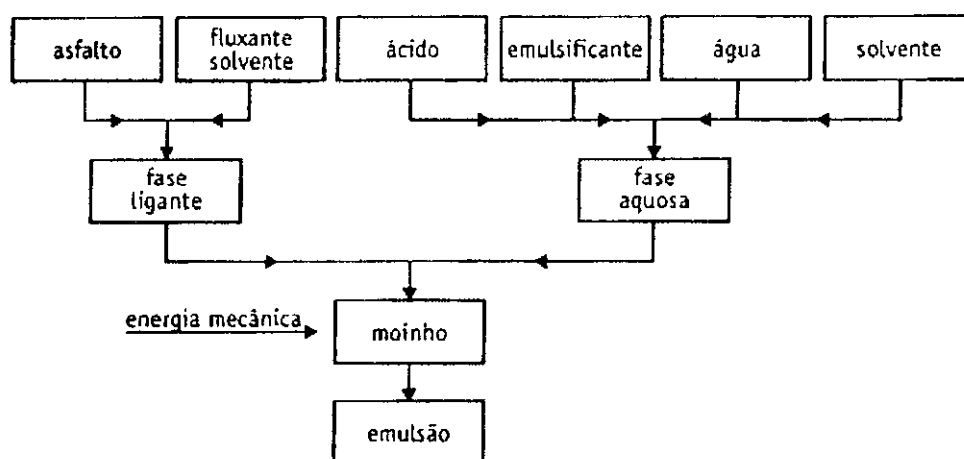 asfalto
fluxante
solvente
ácido
emulsificante
água
solvente
fase
ligante
fase
aquosa
energia mecânica
moinho
emulsão